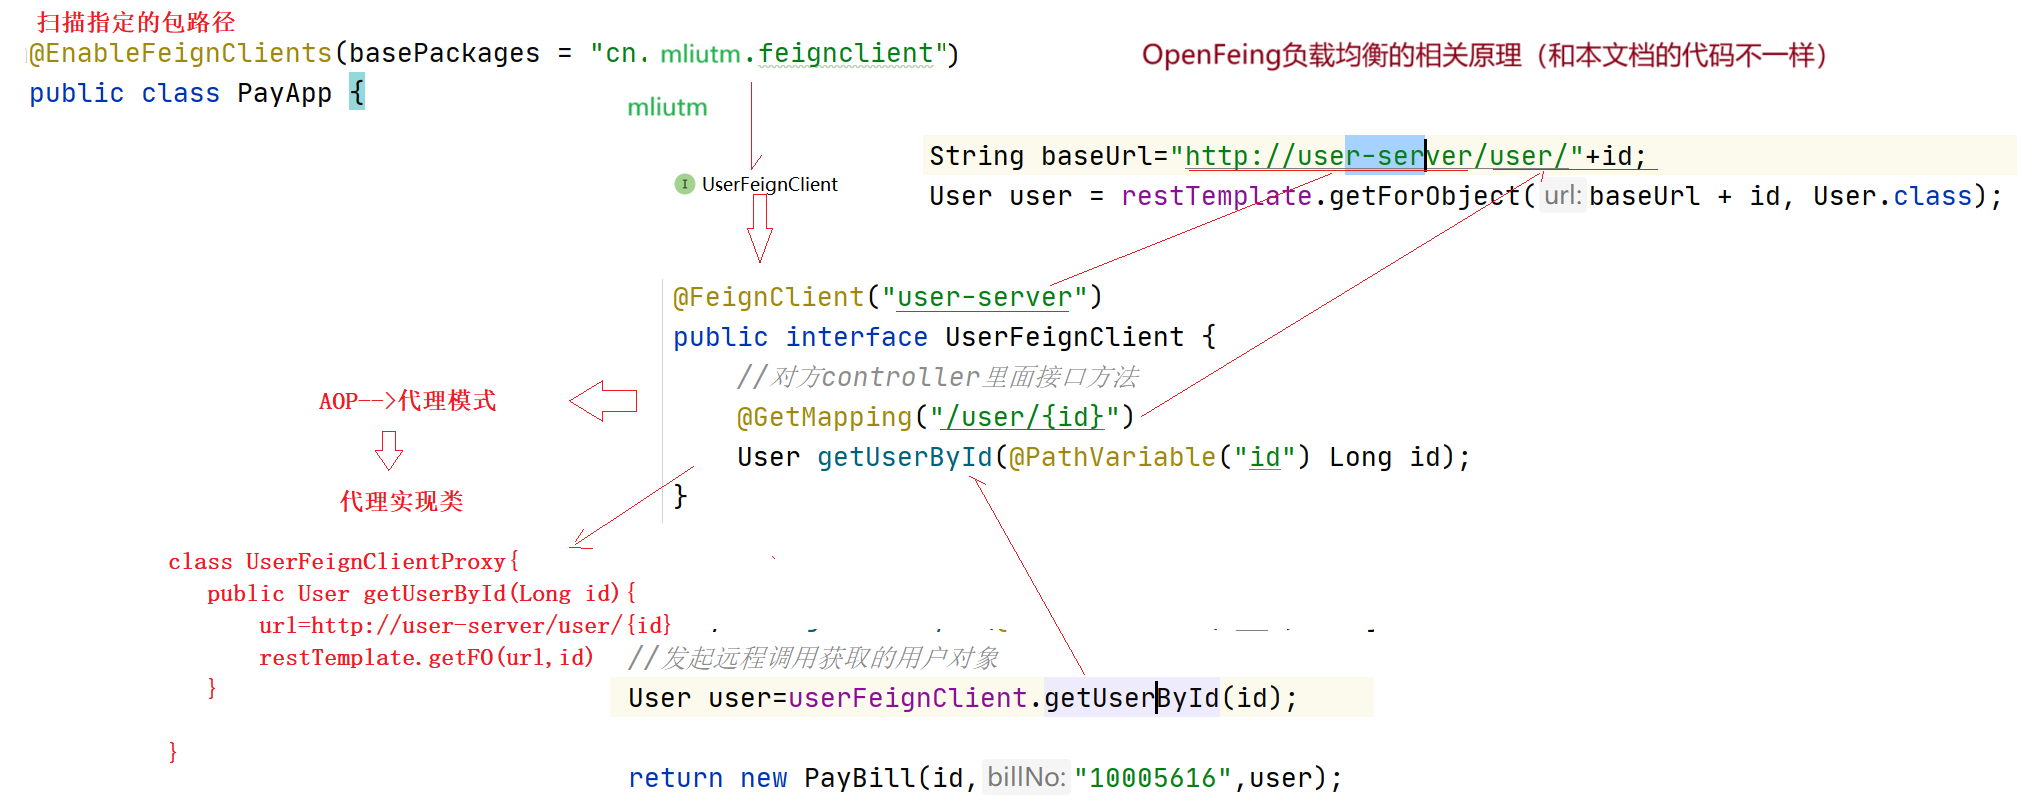 扫描指定的包路径
@EnableFeignClients(basePackages = "cn. mliutm.feignclient")
public class PayApp {
mliutm
OpenFeing负载均衡的相关原理（和本文档的代码不一样）
String baseUrl="http://user-server/user/"+id;
User user = restTemplate.getForObject( url: baseUrl + id, User.class);
I UserFeignClient
@FeignClient("user-server")
public interface UserFeignClient {
//对方controller里面接口方法
@GetMapping("/user/{id}")
User getUserById(@PathVariable("id") Long id);
}
AOP-->代理模式
代理实现类
class UserFeignClientProxy{
public User getUserById(Long id){
url=http://user-server/user/{id}
restTemplate.getFO(url,id)
}
}
//发起远程调用获取的用户对象
User user=userFeignClient.getUserById(id);
return new PayBill(id, billNo: "10005616",user);